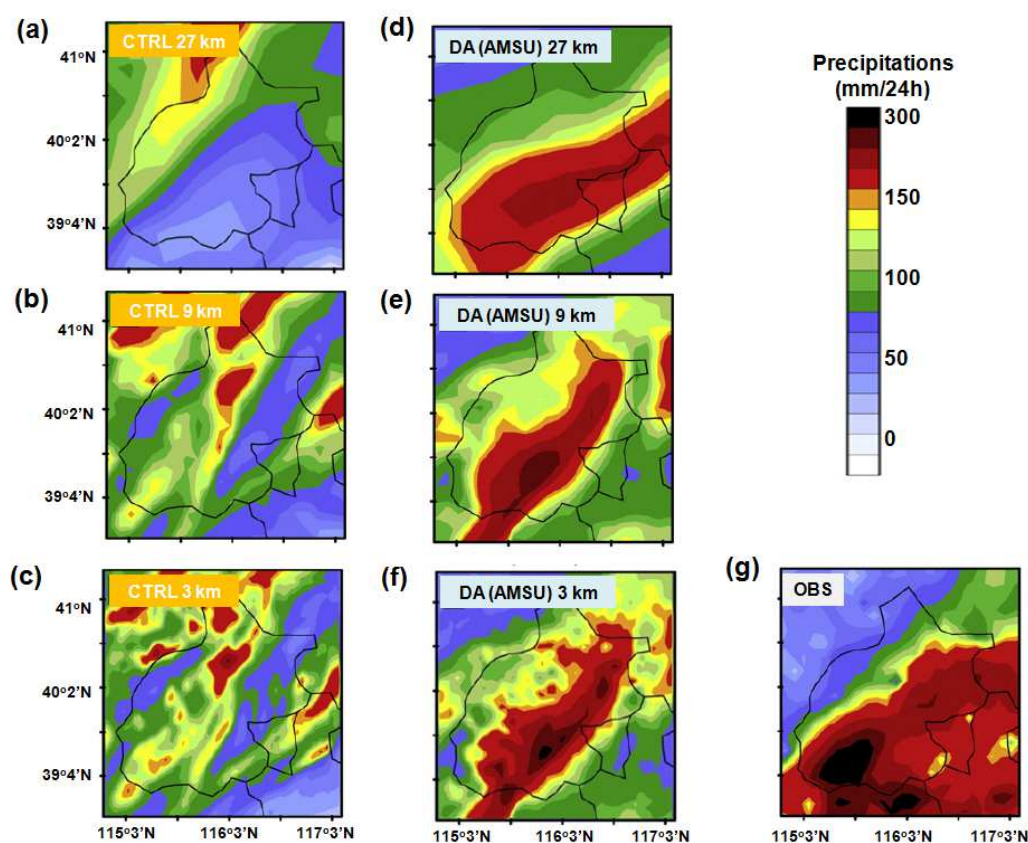 (a)
CTRL 27 km
41°N
40°2'N
39°4'N
(d)
DA (AMSU) 27 km
Precipitations
(mm/24h)
300
150
100
50
0
(b)
CTRL 9 km
41°N
40°2'N
39°4'N
(e)
DA (AMSU) 9 km
(c)
CTRL 3 km
41°N
40°2'N
39°4'N
115°3'N 116°3'N 117°3'N
(f)
DA (AMSU) 3 km
115°3'N 116°3'N 117°3'N
(g)
OBS
115°3'N 116°3'N 117°3'N